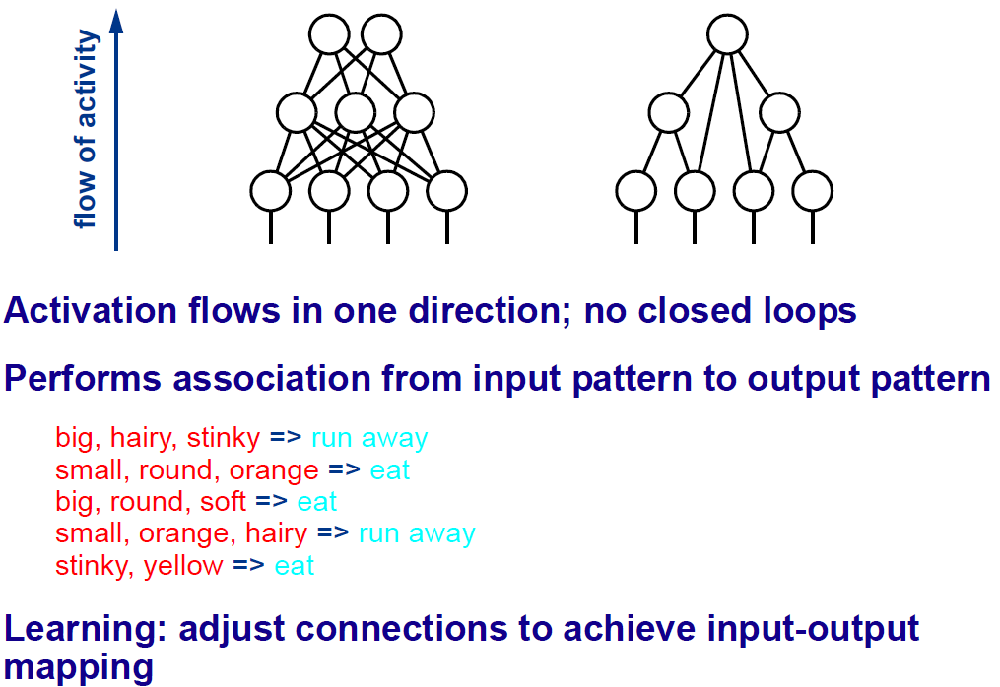 flow of activity
Activation flows in one direction; no closed loops
Performs association from input pattern to output pattern
big, hairy, stinky => run away
small, round, orange => eat
big, round, soft => eat
small, orange, hairy => run away
stinky, yellow => eat
Learning: adjust connections to achieve input-output
mapping